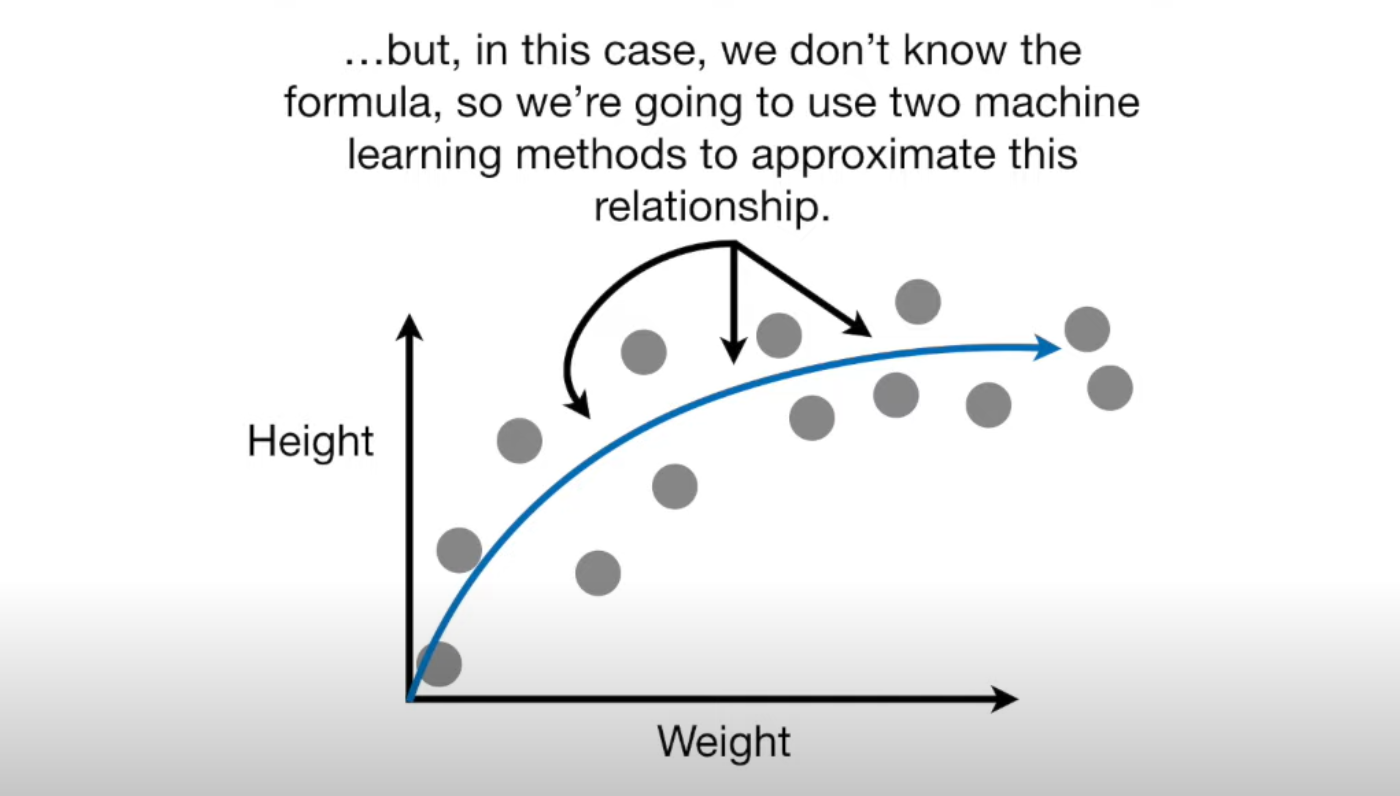 …but, in this case, we don’t know the
formula, so we’re going to use two machine
learning methods to approximate this
relationship.
Height
Weight